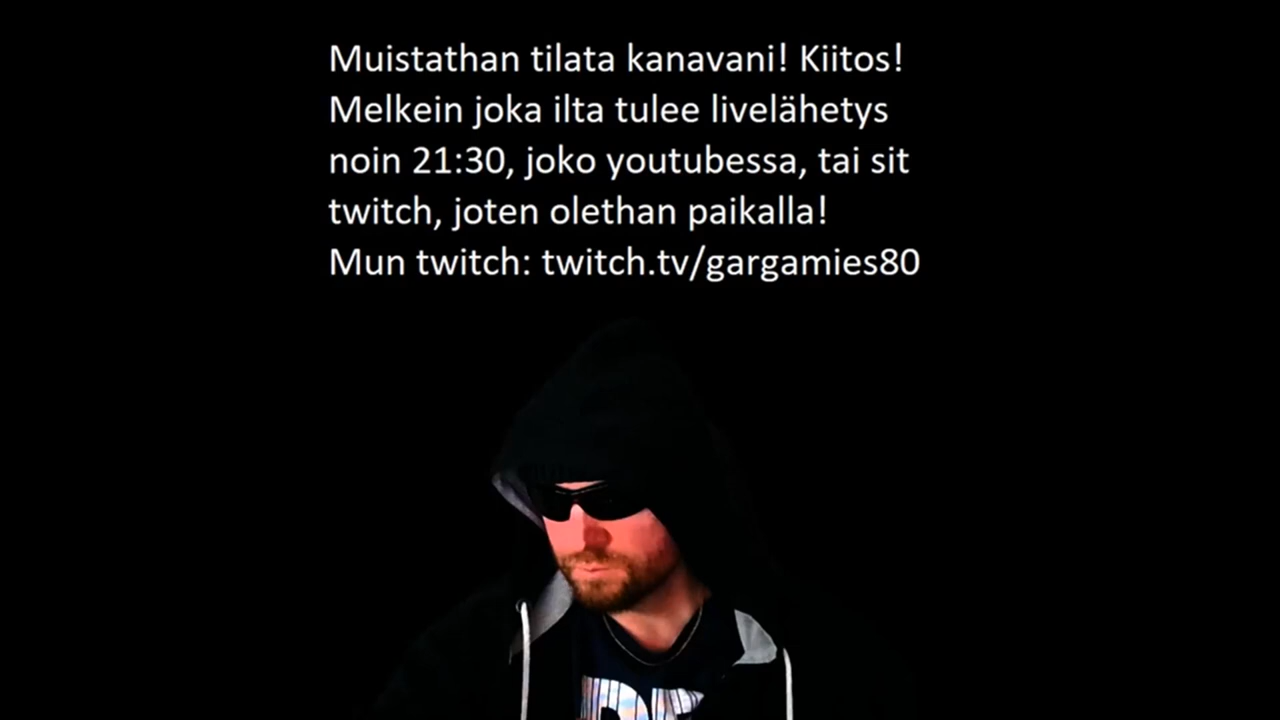 Muistathan tilata kanavani! Kiitos!
Melkein joka ilta tulee livelähetys
noin 21:30, joko youtubessa, tai sit
twitch, joten olethan paikalla!
Mun twitch: twitch.tv/gargamies80